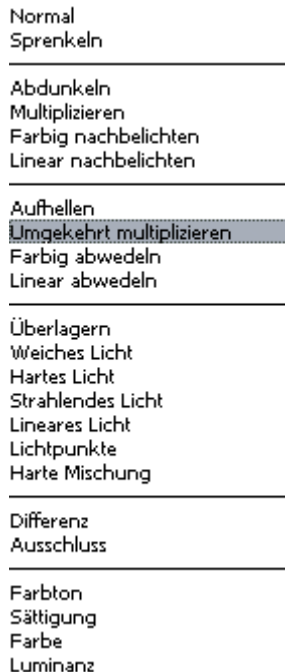 Normal
Sprenkeln
Abdunkeln
Multiplizieren
Farbig nachbelichten
Linear nachbelichten
Aufhellen
Umgekehrt multiplizieren
Farbig abwedeln
Linear abwedeln
Überlagern
Weiches Licht
Hartes Licht
Strahlendes Licht
Lineares Licht
Lichtpunkte
Harte Mischung
Differenz
Ausschluss
Farbton
Sättigung
Farbe
Luminanz